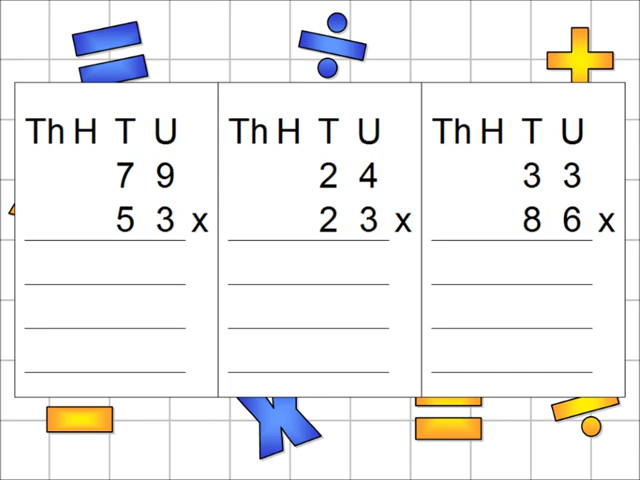 Th H T U
7 9
5 3 x
Th H T U
2 4
2 3 x
Th H T U
3 3
8 6 x